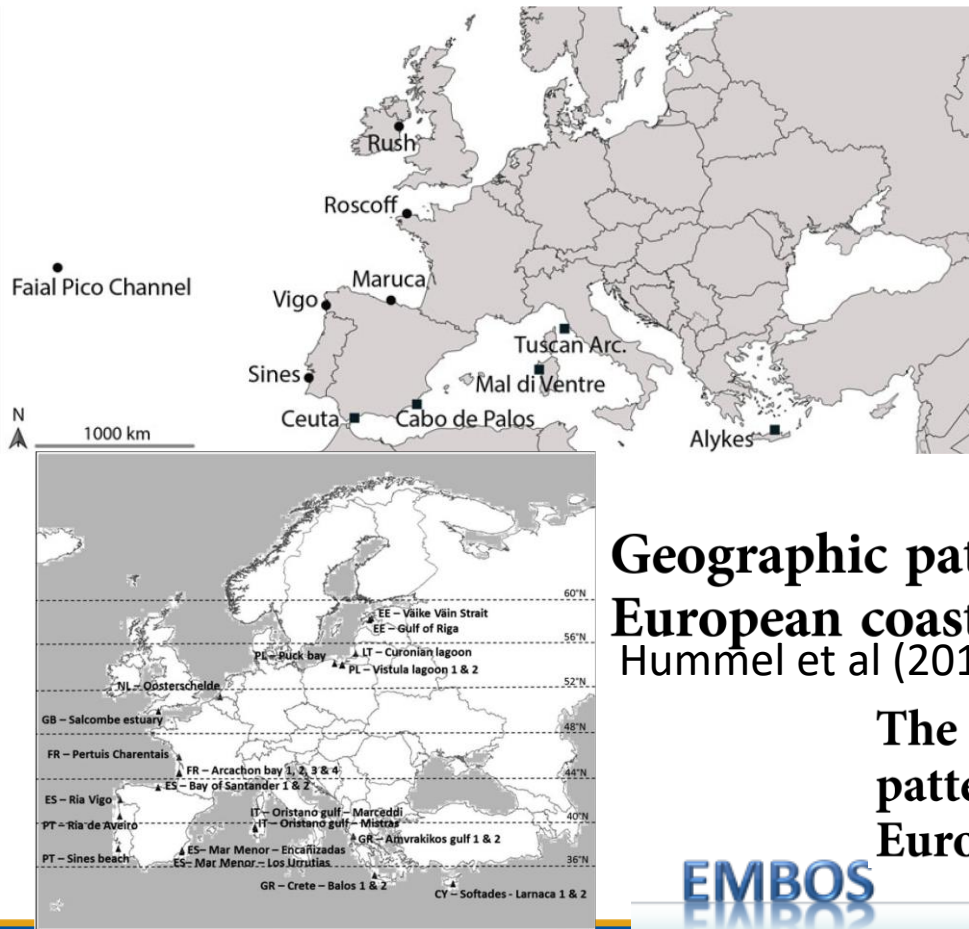 Rush
Roscoff
Faial Pico Channel
Maruca
Vigo
Tuscan Arc.
Sines
Mal di Ventre
Ceuta
Cabo de Palos
Alykes
N
1000 km
60°N
EE – Väike Väin Strait
EE – Gulf of Riga
56°N
PL – Puck bay
LT – Curonian lagoon
PL – Vistula lagoon 1 & 2
52°N
NL – Oosterschelde
GB – Salcombe estuary
48°N
FR – Pertuis Charentais
FR – Arcachon bay 1, 2, 3 & 4
44°N
ES – Bay of Santander 1 & 2
ES – Ria Vigo
IT – Oristano gulf – Marceddi
IT – Oristano gulf – Mistras
40°N
PT – Ria de Aveiro
GR – Amvrakikos gulf 1 & 2
PT – Sines beach
ES– Mar Menor – Encañizadas
ES– Mar Menor – Los Urrutias
36°N
GR – Crete – Balos 1 & 2
CY – Softades - Larnaca 1 & 2
Geographic pat
European coast
Hummel et al (201
The
patte
Euro
EMBOS